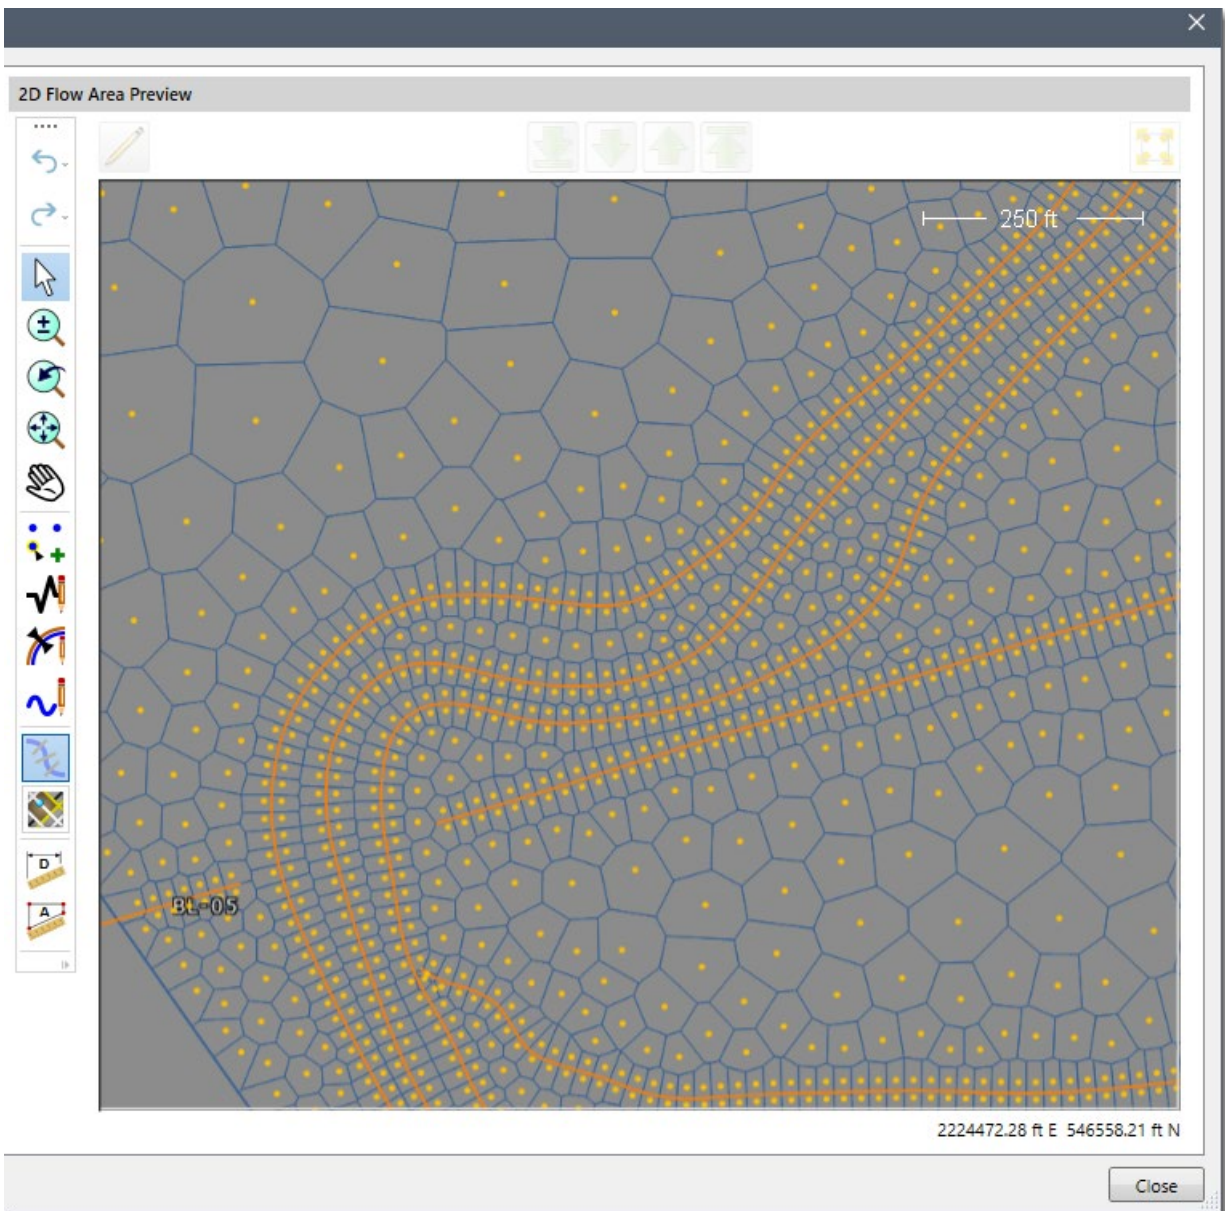 2D Flow Area Preview
250 ft
D
A
BL-05
2224472.28 ft E 546558.21 ft N
Close